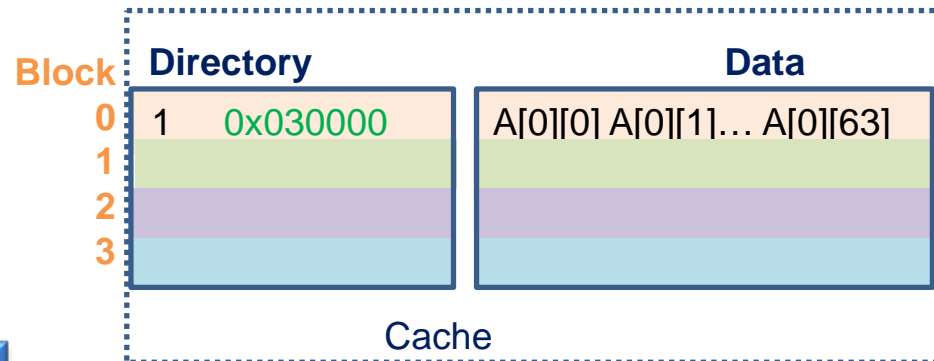 Directory Data
Block
0 1 0x030000 A[0][0] A[0][1]… A[0][63]
1
2
3
Cache